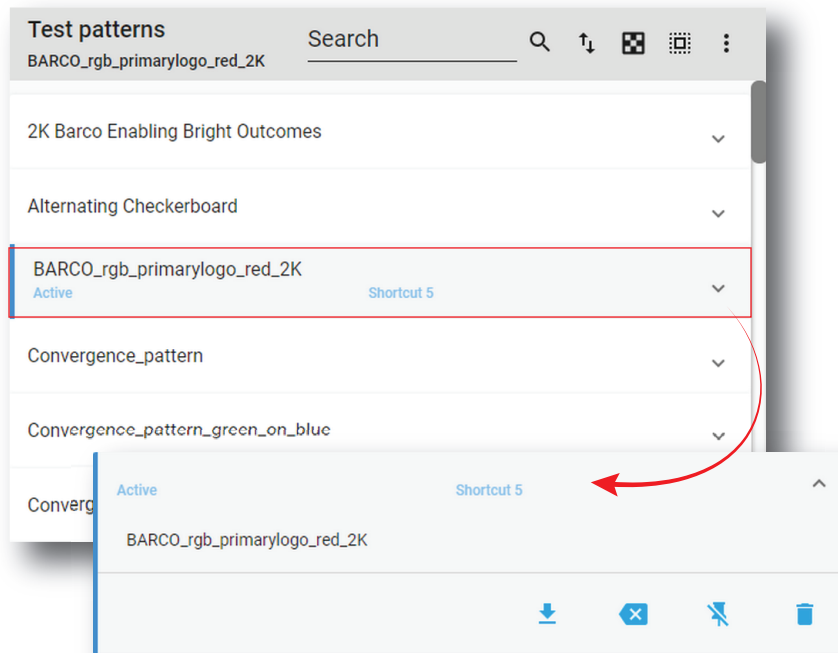 Test patterns
BARCO_rgb_primarylogo_red_2K
Search
2K Barco Enabling Bright Outcomes
Alternating Checkerboard
BARCO_rgb_primarylogo_red_2K
Active Shortcut 5
Convergence_pattern
Convergence_pattern_green_on_blue
Converg
Active Shortcut 5
BARCO_rgb_primarylogo_red_2K